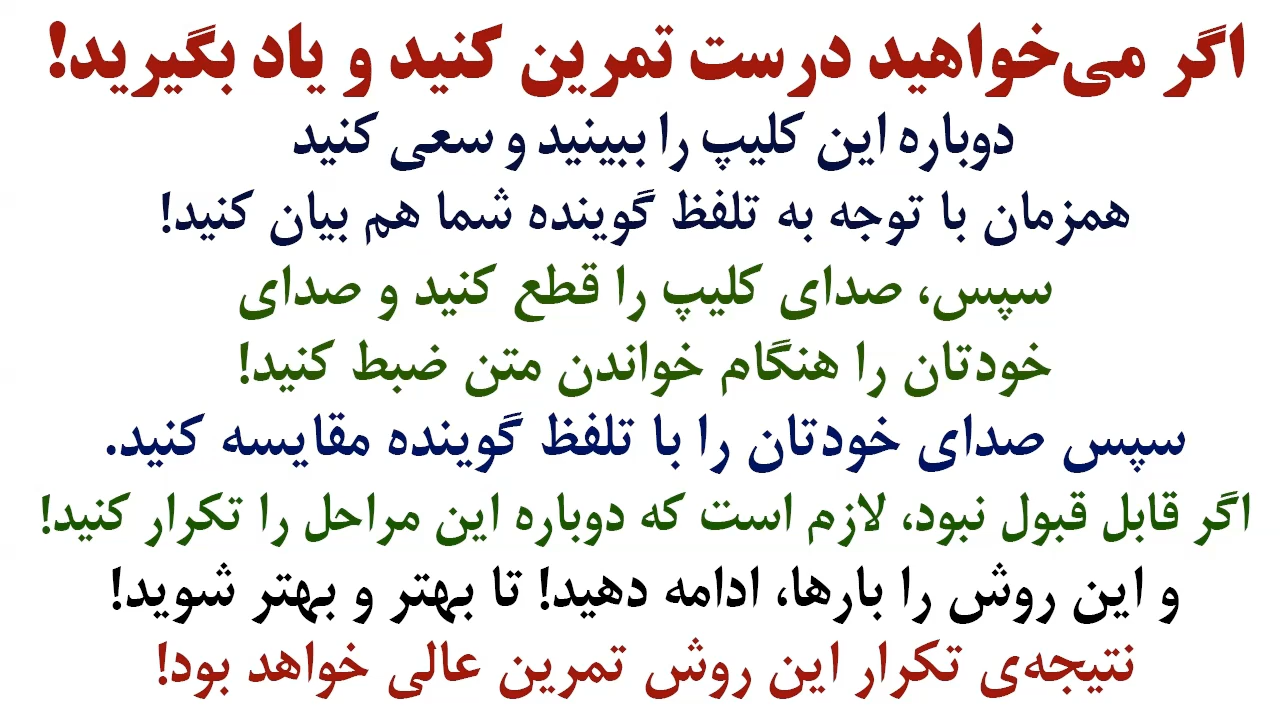 اگر می‌خواهید درست تمرین کنید و یاد بگیرید!
دوباره این کلیپ را ببینید و سعی کنید
همزمان با توجه به تلفظ گوینده شما هم بیان کنید!
سپس، صدای کلیپ را قطع کنید و صدای
خودتان را هنگام خواندن متن ضبط کنید!
سپس صدای خودتان را با تلفظ گوینده مقایسه کنید.
اگر قابل قبول نبود، لازم است که دوباره این مراحل را تکرار کنید!
و این روش را بارها، ادامه دهید! تا بهتر و بهتر شوید!
نتیجه‌ی تکرار این روش تمرین عالی خواهد بود!